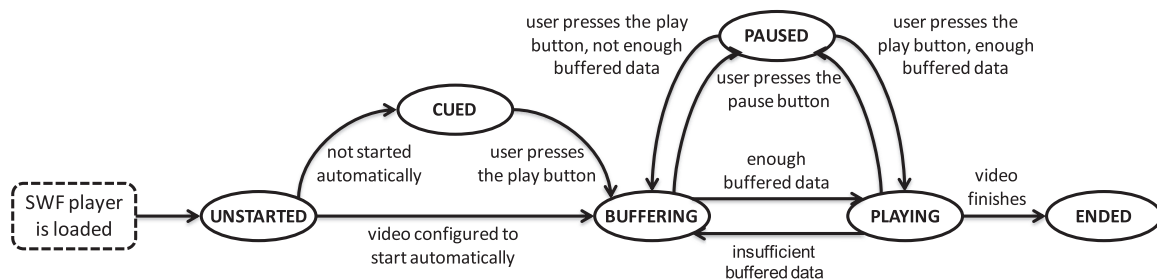 user presses the play
button, not enough
buffered data
PAUSED
user presses the
play button, enough
buffered data
user presses the
pause button
CUED
not started
automatically
user presses
the play button
enough
buffered data
video
finishes
SWF player
is loaded
UNSTARTED
BUFFERING
PLAYING
ENDED
video configured to
start automatically
insufficient
buffered data